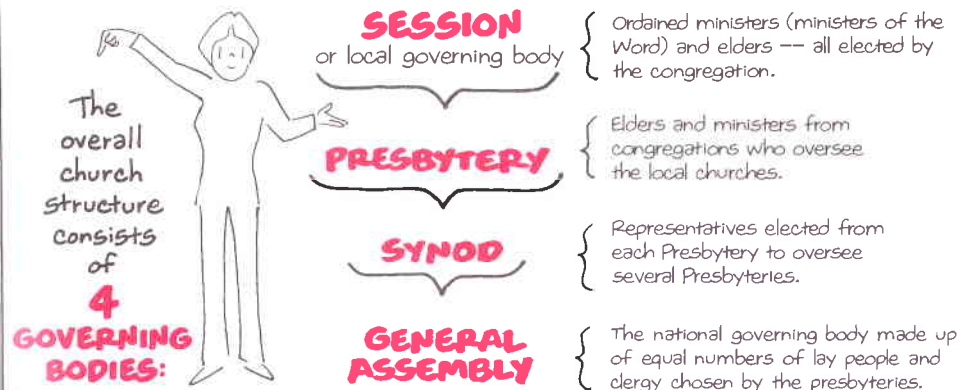 The
overall
church
structure
consists
of
4
GOVERNING
BODIES:
SESSION
or local governing body
Ordained ministers (ministers of the
Word) and elders -- all elected by
the congregation.
PRESBYTERY
Elders and ministers from
congregations who oversee
the local churches.
SYNOD
Representatives elected from
each Presbytery to oversee
several Presbyteries.
GENERAL
ASSEMBLY
The national governing body made up
of equal numbers of lay people and
clergy chosen by the presbyteries.